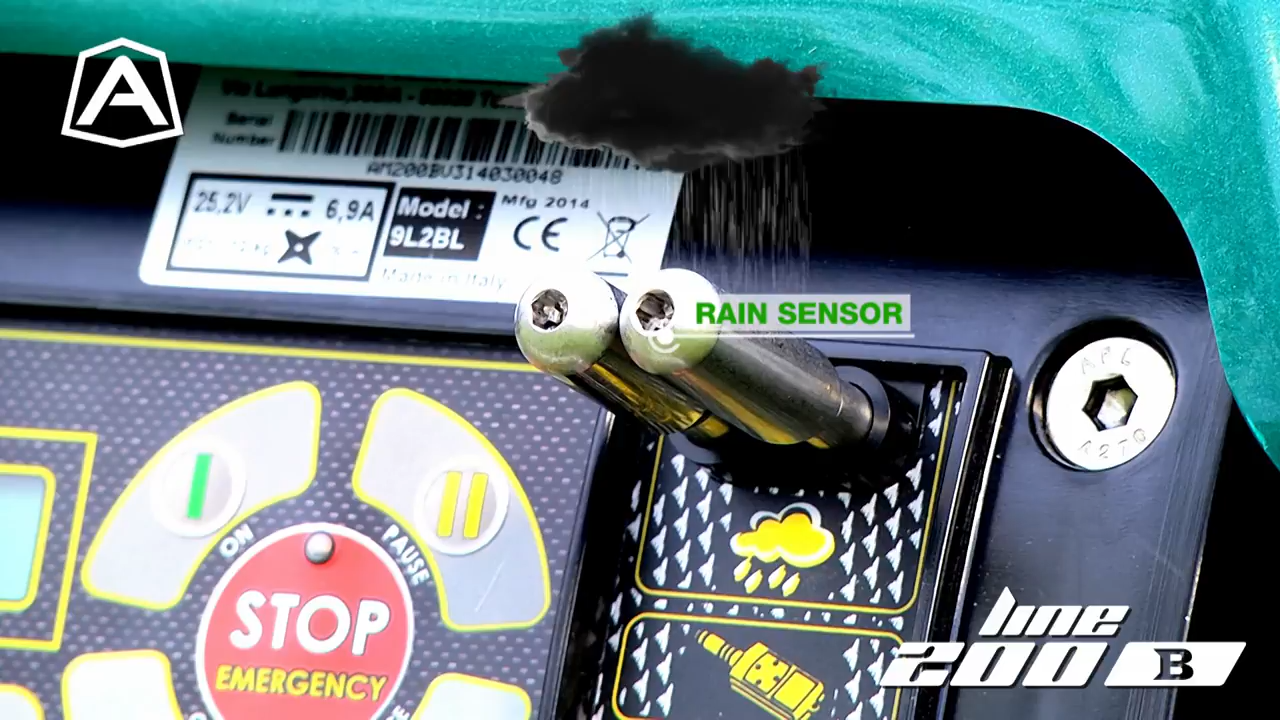 A
Serial
Number
AM200BV314030048
25,2V 6,9A
Model :
9L2BL
Mfg 2014
CE
Made in Italy
RAIN SENSOR
APL
ON
PAUSE
STOP
EMERGENCY
line
200 B